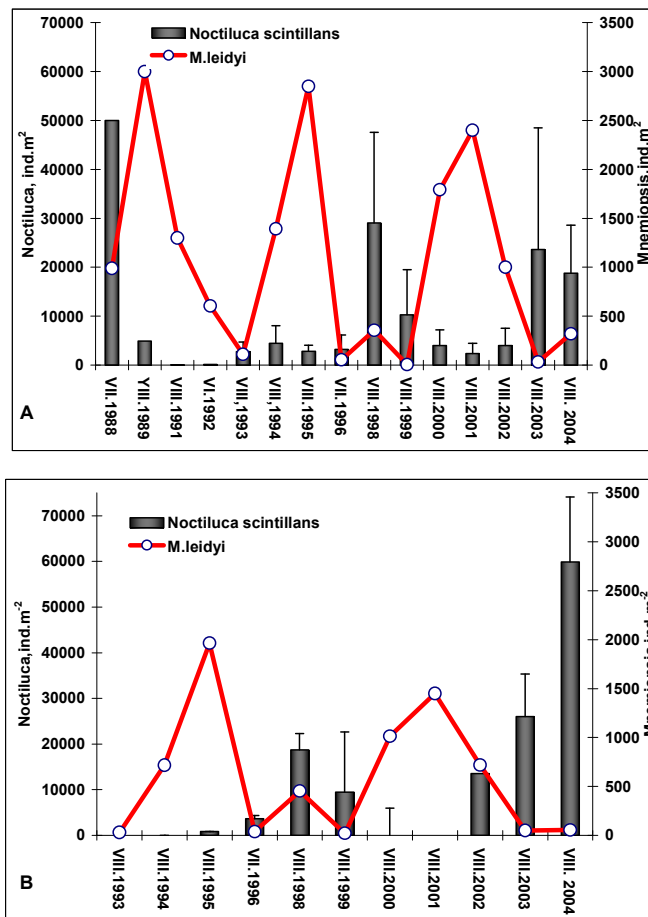 70000
60000
50000
40000
30000
20000
10000
0
Noctiluca, ind.m²
Noctiluca scintillans
M.leidyi
3500
3000
2500
2000
1500
1000
500
0
Mnemiopsis,ind.m²
VII.1988
YIII.1989
VIII.1991
VI.1992
VIII,1993
VIII,1994
VIII.1995
VII.1996
VIII.1998
VIII.1999
VIII.2000
VIII.2001
VIII.2002
VIII.2003
VIII. 2004
A
70000
60000
50000
40000
30000
20000
10000
0
Noctiluca,ind.m⁻²
Noctiluca scintillans
M.leidyi
3500
3000
2500
2000
1500
1000
500
0
VIII.1993
VIII.1994
VIII.1995
VII.1996
VIII.1998
VIII.1999
VIII.2000
VIII.2001
VIII.2002
VIII.2003
VIII. 2004
B